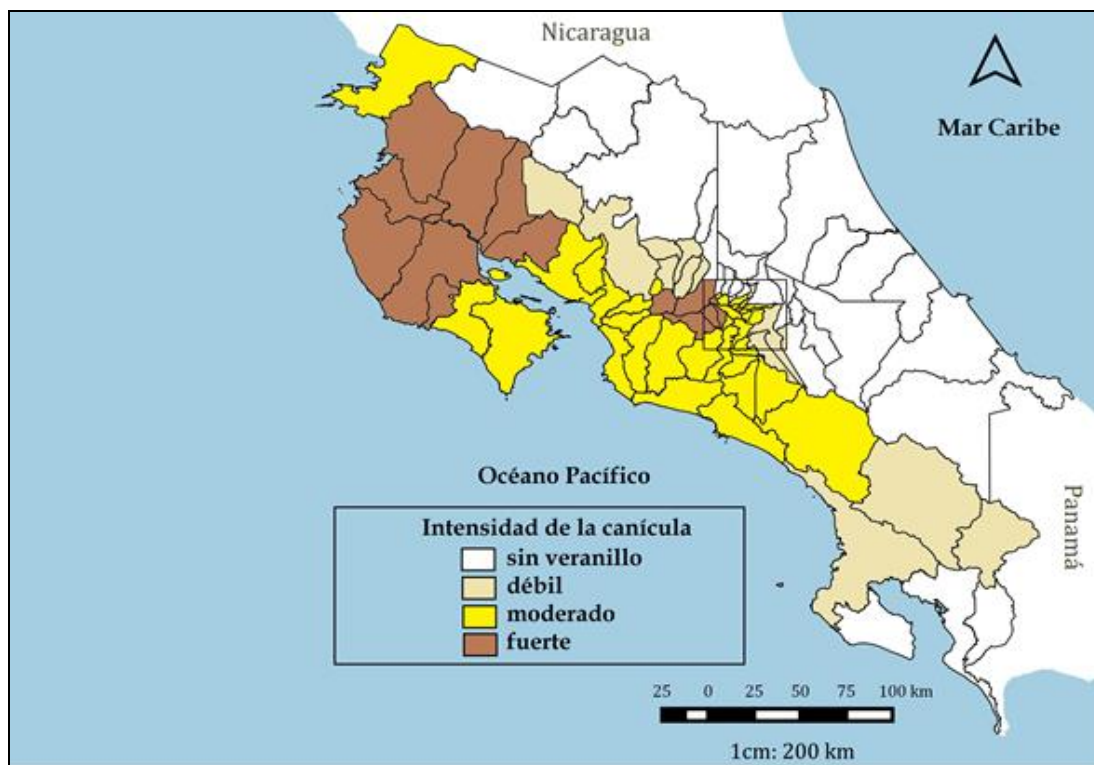 Nicaragua
Mar Caribe
Océano Pacífico
Panamá
Intensidad de la canícula
sin veranillo
débil
moderado
fuerte
25 0 25 50 75 100 km
1cm: 200 km